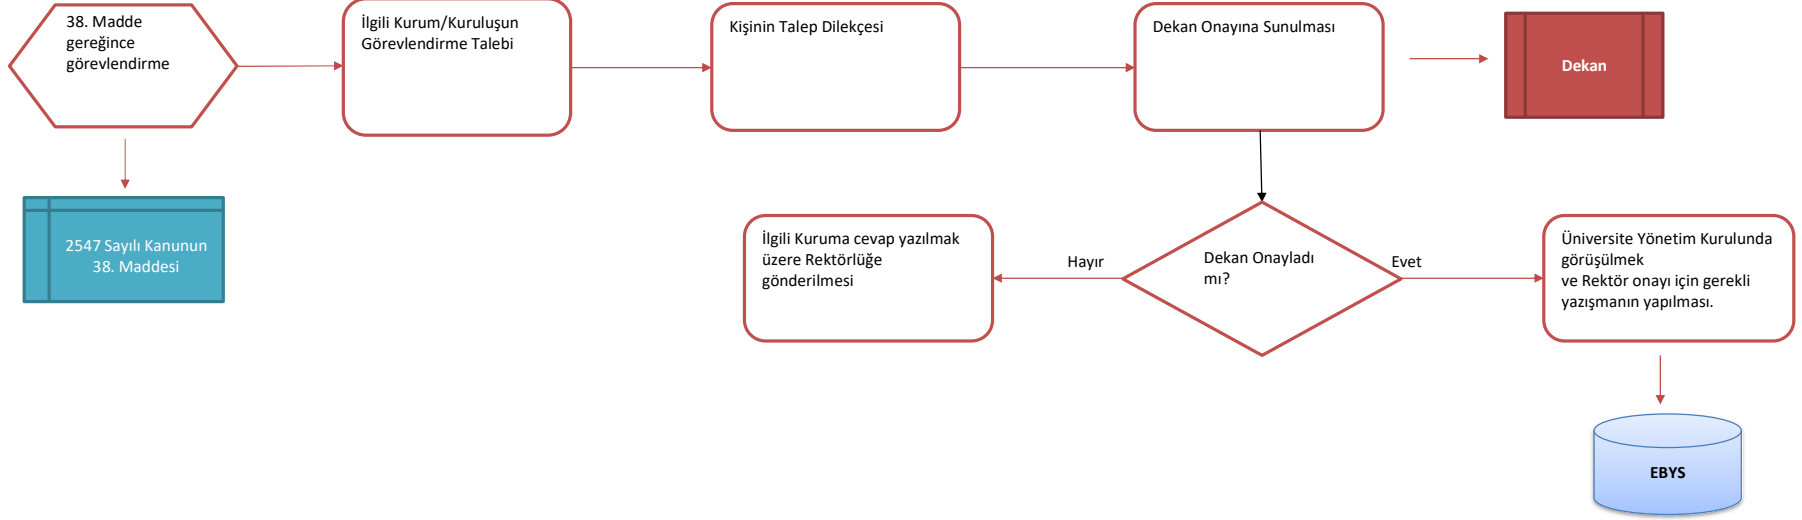 38. Madde
gereğince
görevlendirme
İlgili Kurum/Kuruluşun
Görevlendirme Talebi
Kişinin Talep Dilekçesi
Dekan Onayına Sunulması
Dekan
2547 Sayılı Kanunun
38. Maddesi
İlgili Kuruma cevap yazılmak
üzere Rektörlüğe
gönderilmesi
Hayır
Dekan Onayladı
mı?
Evet
Üniversite Yönetim Kurulunda
görüşülmek
ve Rektör onayı için gerekli
yazışmanın yapılması.
EBYS